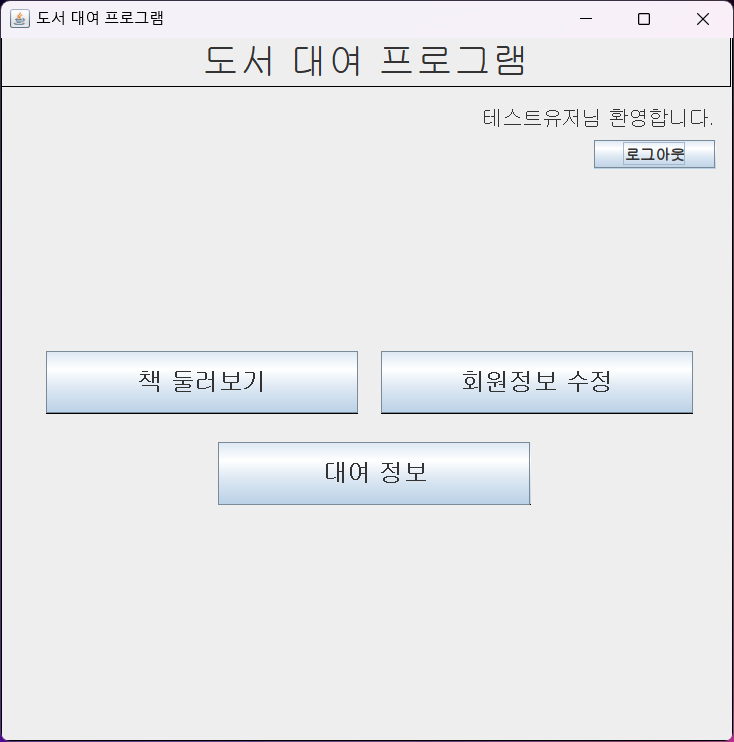 도서 대여 프로그램
도서 대여 프로그램
테스트유저님 환영합니다.
로그아웃
책 둘러보기
회원정보 수정
대여 정보